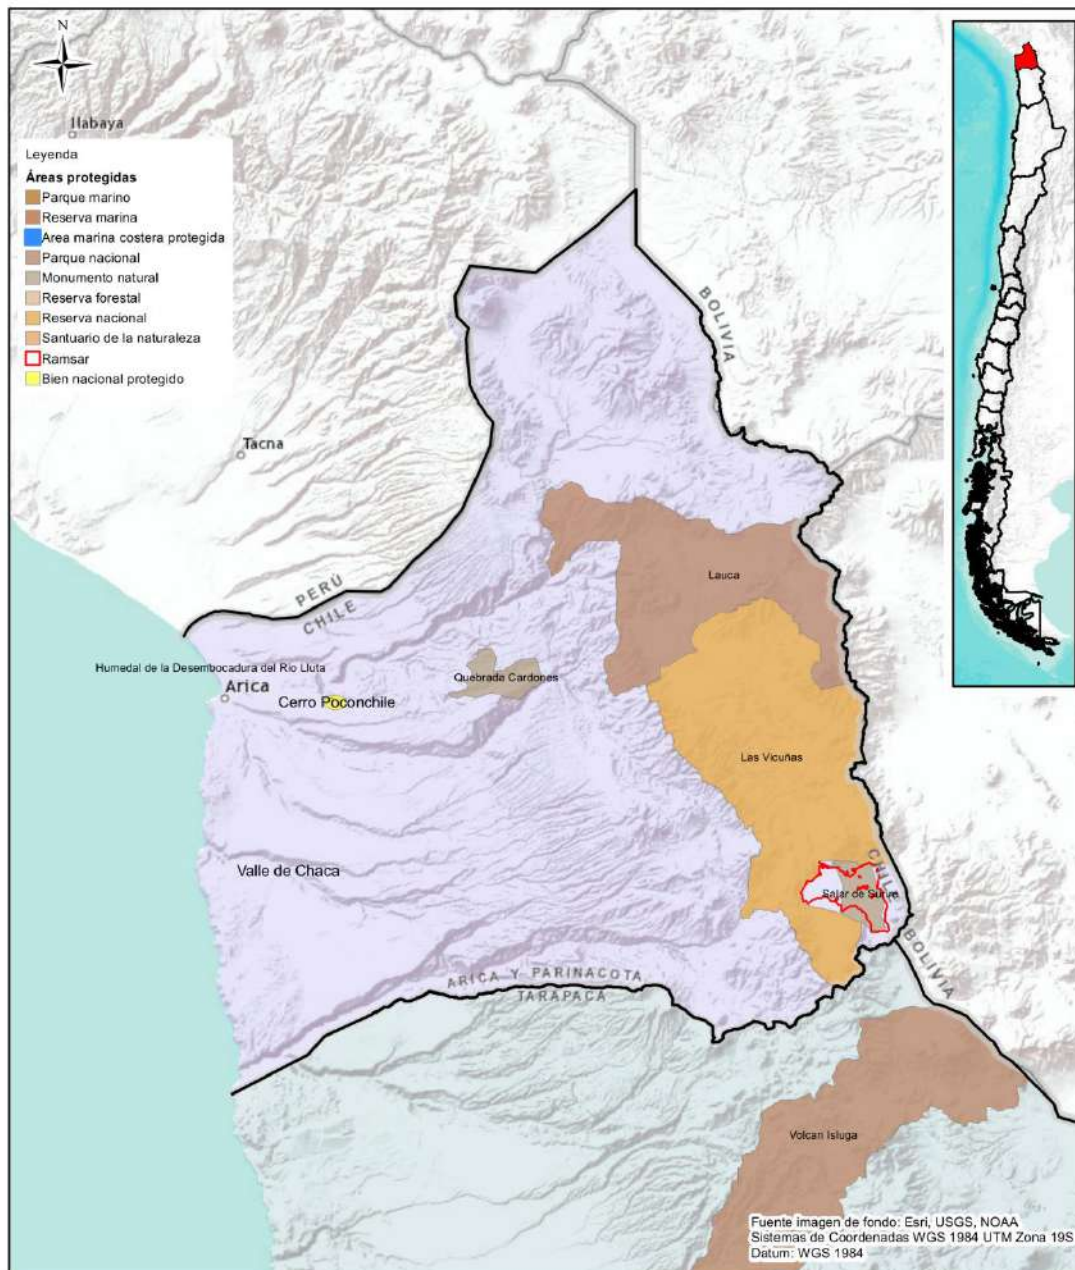 N
Ilabaya
Leyenda
Áreas protegidas
Parque marino
Reserva marina
Area marina costera protegida
Parque nacional
Monumento natural
Reserva forestal
Reserva nacional
Santuario de la naturaleza
Ramsar
Bien nacional protegido
BOLIVIA
Tacna
PERÚ
CHILE
Lauca
Humedal de la Desembocadura del Río Lluta
Arica
Quebrada Cardones
Cerro Poconchile
Las Vicuñas
Valle de Chaca
CHILE
Salar de Surire
BOLIVIA
ARICA Y PARINACOTA
TARAPACÁ
Volcan Isluga
Fuente imagen de fondo: Esri, USGS, NOAA
Sistemas de Coordenadas WGS 1984 UTM Zona 19S
Datum: WGS 1984